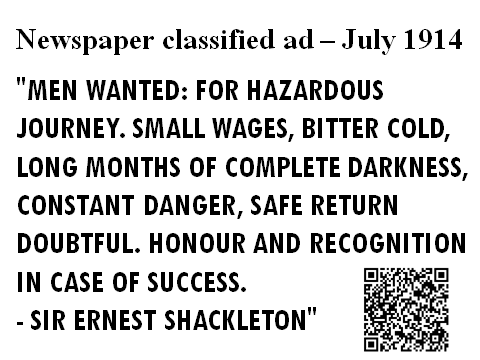 Newspaper classified ad – July 1914
"MEN WANTED: FOR HAZARDOUS
JOURNEY. SMALL WAGES, BITTER COLD,
LONG MONTHS OF COMPLETE DARKNESS,
CONSTANT DANGER, SAFE RETURN
DOUBTFUL. HONOUR AND RECOGNITION
IN CASE OF SUCCESS.
- SIR ERNEST SHACKLETON"